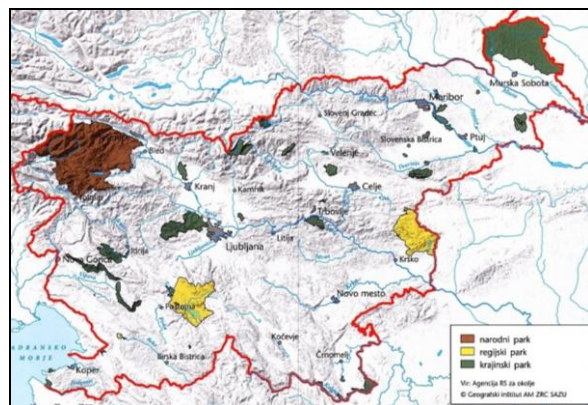 Murska Sobota
Slovenj Gradec
Maribor
Bled
Velenje
Slovenska Bistrica
Ptuj
Kranj
Kamnik
Celje
Trbovlje
Ljubljana
Litija
Idrija
Nova Gorica
Krško
Postojna
Novo mesto
Kočevje
JADRANSKO
MORJE
Ilirska Bistrica
Črnomelj
Koper
narodni park
regijski park
krajinski park
Vir: Agencija RS za okolje
© Geografski inštitut AM ZRC SAZU